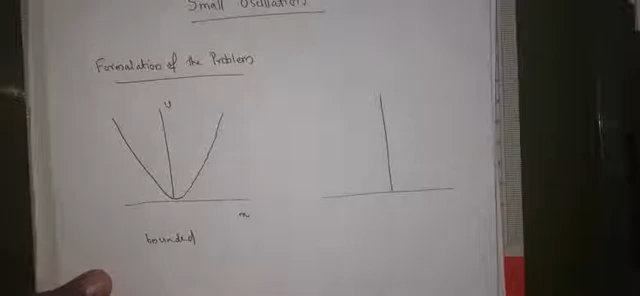 Small Oscillations
Formulation of the Problem
v
x
bounded